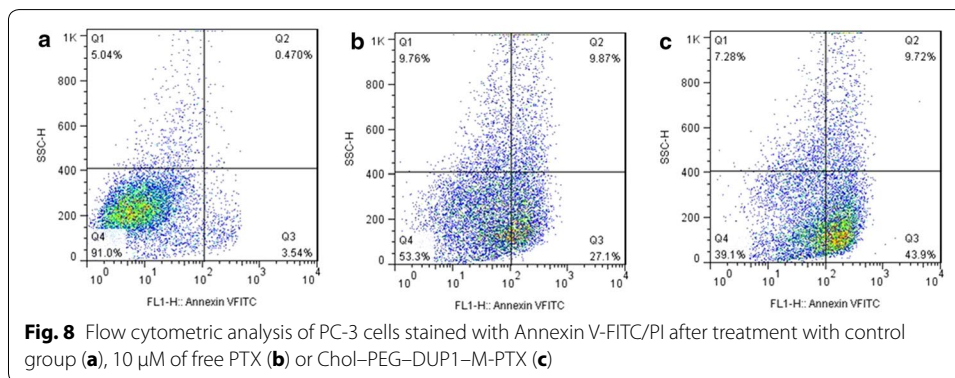 a
Q1
5.04%
Q2
0.470%
1K
800
600
400
200
0
SSC-H
Q4
91.0%
Q3
3.54%
10^0 10^1 10^2 10^3 10^4
FL1-H:: Annexin VFITC
b
Q1
9.76%
Q2
9.87%
1K
800
600
400
200
0
SSC-H
Q4
53.3%
Q3
27.1%
10^0 10^1 10^2 10^3 10^4
FL1-H:: Annexin VFITC
c
Q1
7.28%
Q2
9.72%
1K
800
600
400
200
0
SSC-H
Q4
39.1%
Q3
43.9%
10^0 10^1 10^2 10^3 10^4
FL1-H:: Annexin VFITC
Fig. 8 Flow cytometric analysis of PC-3 cells stained with Annexin V-FITC/PI after treatment with control
group (a), 10 μM of free PTX (b) or Chol–PEG–DUP1–M-PTX (c)